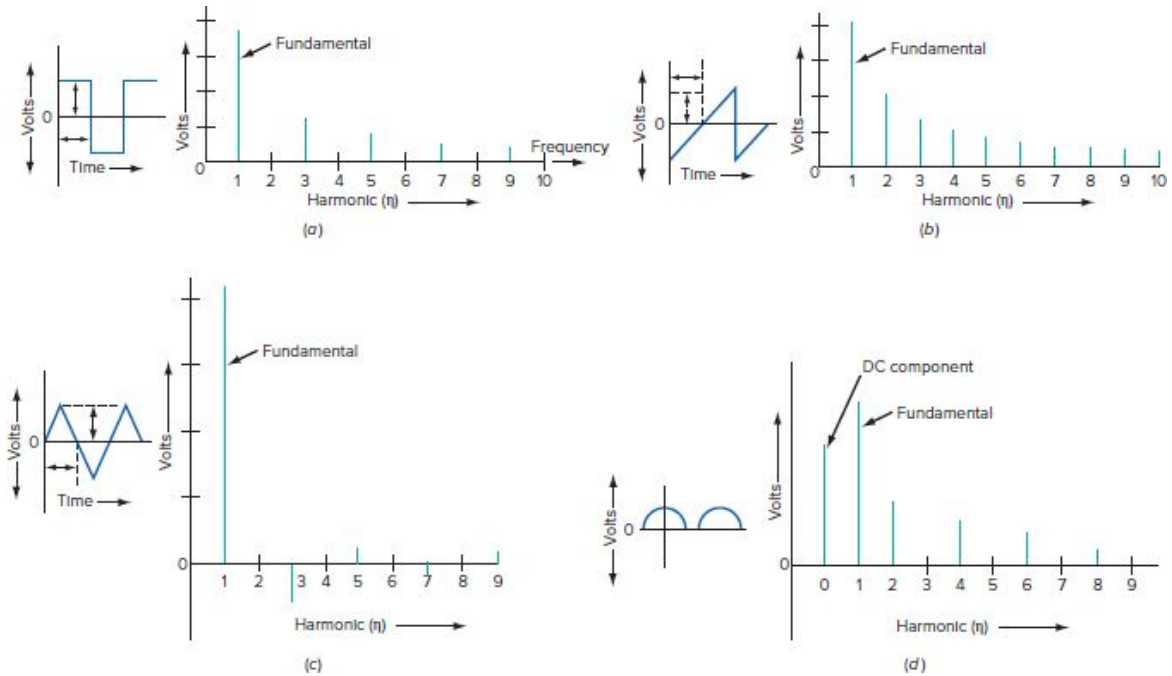 Volts
0
Time
Volts
Fundamental
0
1 2 3 4 5 6 7 8 9 10
Frequency
Harmonic (η)
(a)
Volts
0
Time
Volts
Fundamental
0
1 2 3 4 5 6 7 8 9 10
Harmonic (η)
(b)
Volts
0
Time
Volts
Fundamental
0
1 2 3 4 5 6 7 8 9
Harmonic (η)
(c)
Volts
0
Volts
DC component
Fundamental
0
0 1 2 3 4 5 6 7 8 9
Harmonic (η)
(d)